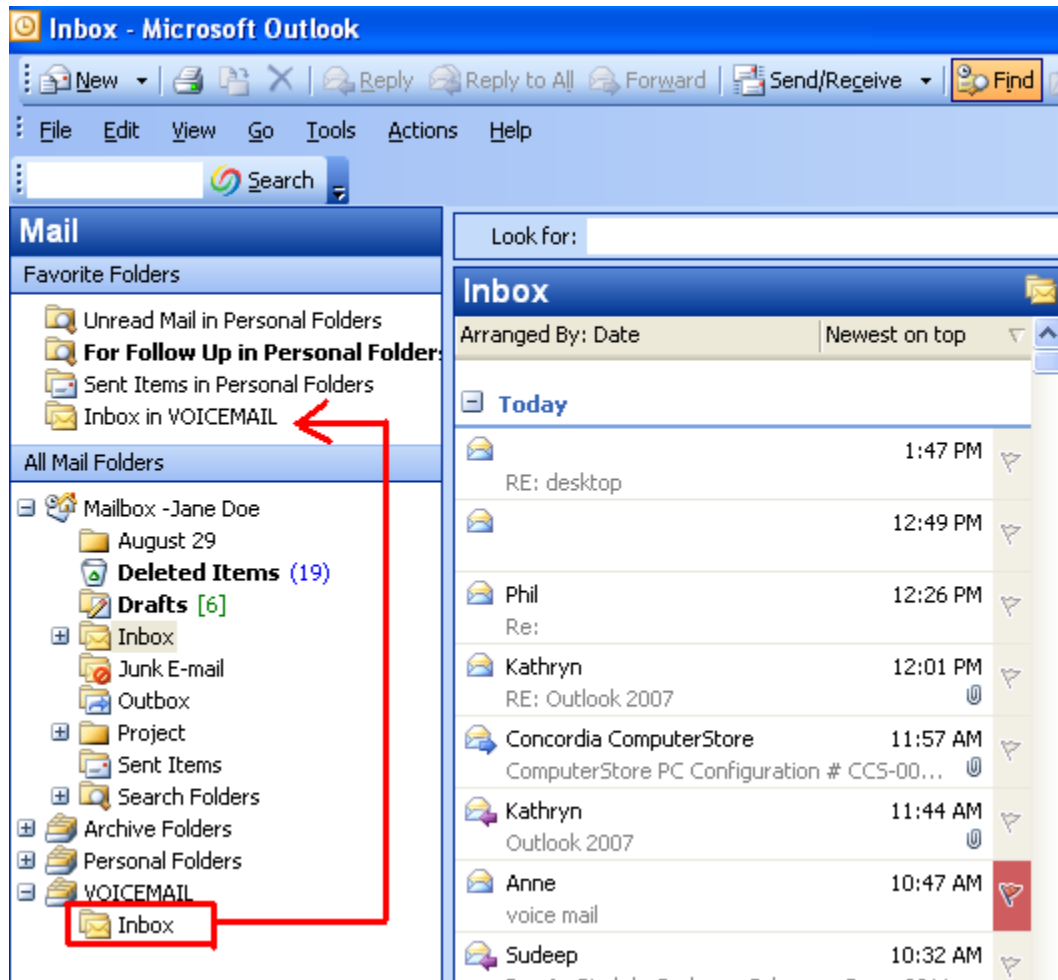 Inbox - Microsoft Outlook
New Reply Reply to All Forward Send/Receive Find
File Edit View Go Tools Actions Help
Search
Mail
Favorite Folders
Unread Mail in Personal Folders
For Follow Up in Personal Folder
Sent Items in Personal Folders
Inbox in VOICEMAIL
All Mail Folders
Mailbox -Jane Doe
August 29
Deleted Items (19)
Drafts [6]
Inbox
Junk E-mail
Outbox
Project
Sent Items
Search Folders
Archive Folders
Personal Folders
VOICEMAIL
Inbox
Look for:
Inbox
Arranged By: Date Newest on top
Today
1:47 PM
RE: desktop
12:49 PM
Phil 12:26 PM
Re:
Kathryn 12:01 PM
RE: Outlook 2007
Concordia ComputerStore 11:57 AM
ComputerStore PC Configuration # CCS-00...
Kathryn 11:44 AM
Outlook 2007
Anne 10:47 AM
voice mail
Sudeep 10:32 AM